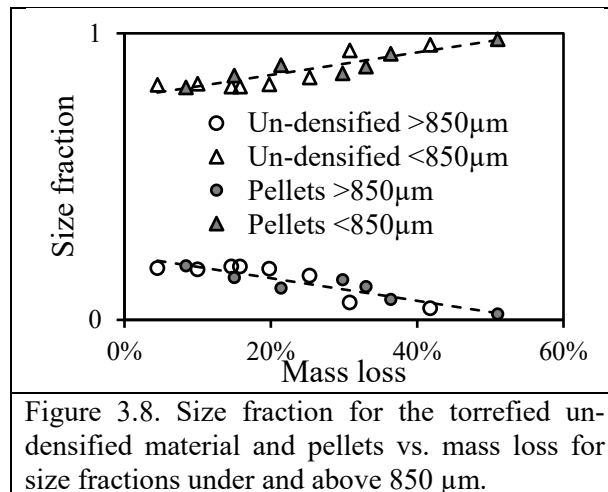 1
Size fraction
Un-densified >850µm
Un-densified <850µm
Pellets >850µm
Pellets <850µm
0
0% 20% 40% 60%
Mass loss
Figure 3.8. Size fraction for the torrefied un-
densified material and pellets vs. mass loss for
size fractions under and above 850 µm.